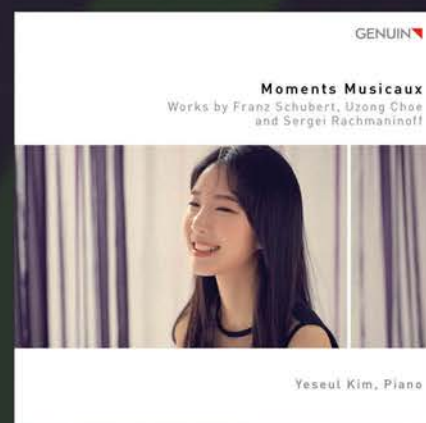 GENUIN
Moments Musicaux
Works by Franz Schubert, Uzong Choe
and Sergei Rachmaninoff
Yeseul Kim, Piano